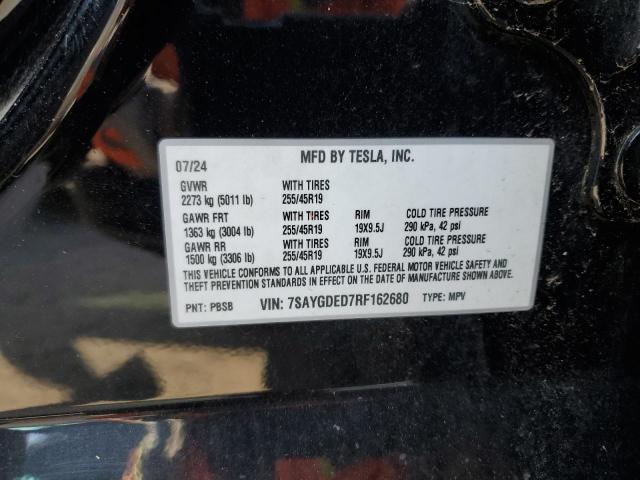 MFD BY TESLA, INC.
07/24
GVWR WITH TIRES
2273 kg (5011 lb) 255/45R19
GAWR FRT WITH TIRES RIM COLD TIRE PRESSURE
1363 kg (3004 lb) 255/45R19 19X9.5J 290 kPa, 42 psi
GAWR RR WITH TIRES RIM COLD TIRE PRESSURE
1500 kg (3306 lb) 255/45R19 19X9.5J 290 kPa, 42 psi
THIS VEHICLE CONFORMS TO ALL APPLICABLE U.S. FEDERAL MOTOR VEHICLE SAFETY AND
THEFT PREVENTION STANDARDS IN EFFECT ON THE DATE OF MANUFACTURE SHOWN ABOVE.
PNT: PBSB VIN: 7SAYGDED7RF162680 TYPE: MPV